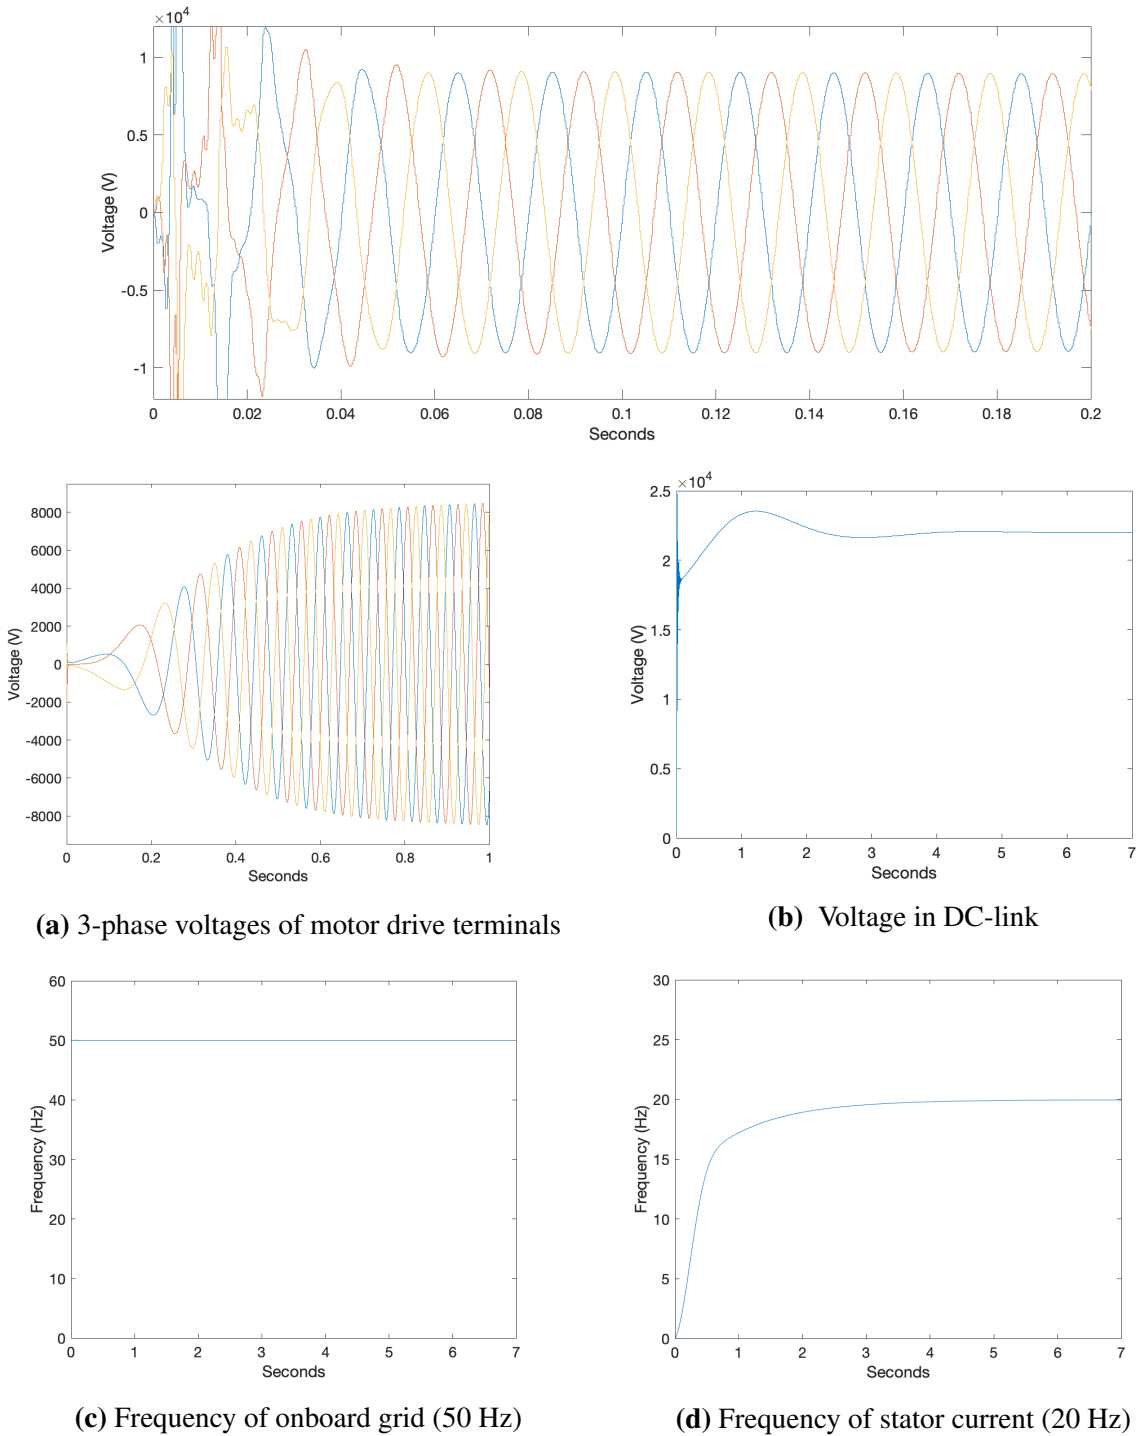 ×10⁴
1
0.5
0
-0.5
-1
Voltage (V)
0 0.02 0.04 0.06 0.08 0.1 0.12 0.14 0.16 0.18 0.2
Seconds
8000
6000
4000
2000
0
-2000
-4000
-6000
-8000
Voltage (V)
0 0.2 0.4 0.6 0.8 1
Seconds
(a) 3-phase voltages of motor drive terminals
×10⁴
2.5
2
1.5
1
0.5
0
Voltage (V)
0 1 2 3 4 5 6 7
Seconds
(b) Voltage in DC-link
60
50
40
30
20
10
0
Frequency (Hz)
0 1 2 3 4 5 6 7
Seconds
(c) Frequency of onboard grid (50 Hz)
30
25
20
15
10
5
0
Frequency (Hz)
0 1 2 3 4 5 6 7
Seconds
(d) Frequency of stator current (20 Hz)